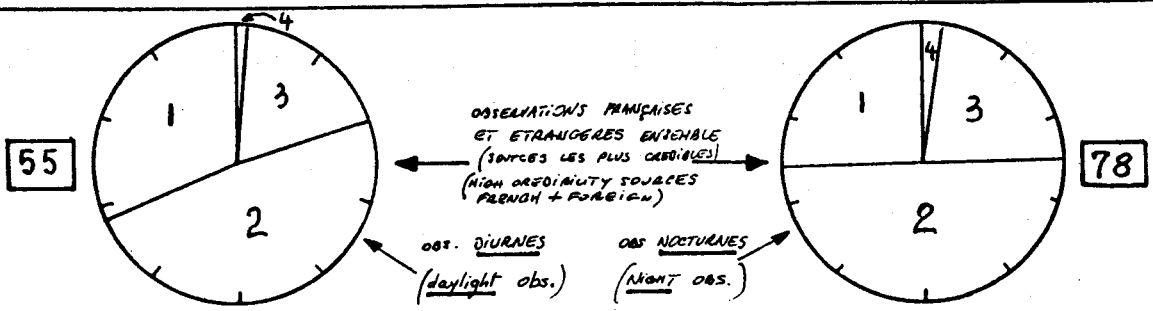 4
1
3
2
55
OBSERVATIONS FRANÇAISES
ET ETRANGERES ENSEMBLE
(SOURCES LES PLUS CREDIBLES)
(HIGH CREDIBILITY SOURCES
FRENCH + FOREIGN)
OBS. DIURNES
(daylight obs.)
OBS NOCTURNES
(NIGHT OBS.)
4
1
3
2
78